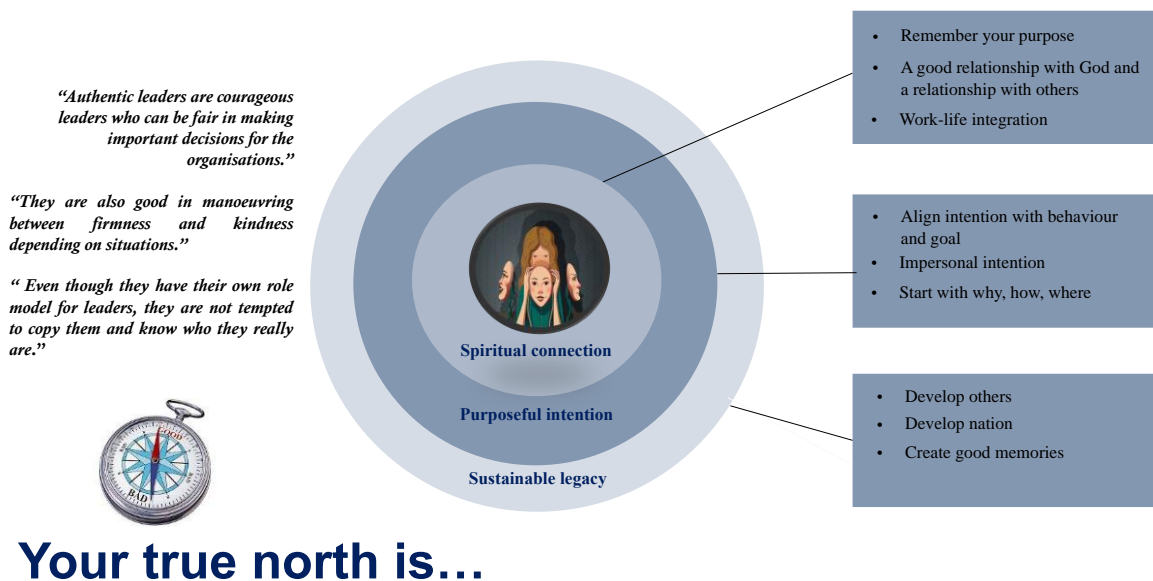 “Authentic leaders are courageous
leaders who can be fair in making
important decisions for the
organisations.”
“They are also good in manoeuvring
between firmness and kindness
depending on situations.”
“ Even though they have their own role
model for leaders, they are not tempted
to copy them and know who they really
are.”
GOOD
BAD
Your true north is…
Spiritual connection
Purposeful intention
Sustainable legacy
• Remember your purpose
• A good relationship with God and
a relationship with others
• Work-life integration
• Align intention with behaviour
and goal
• Impersonal intention
• Start with why, how, where
• Develop others
• Develop nation
• Create good memories